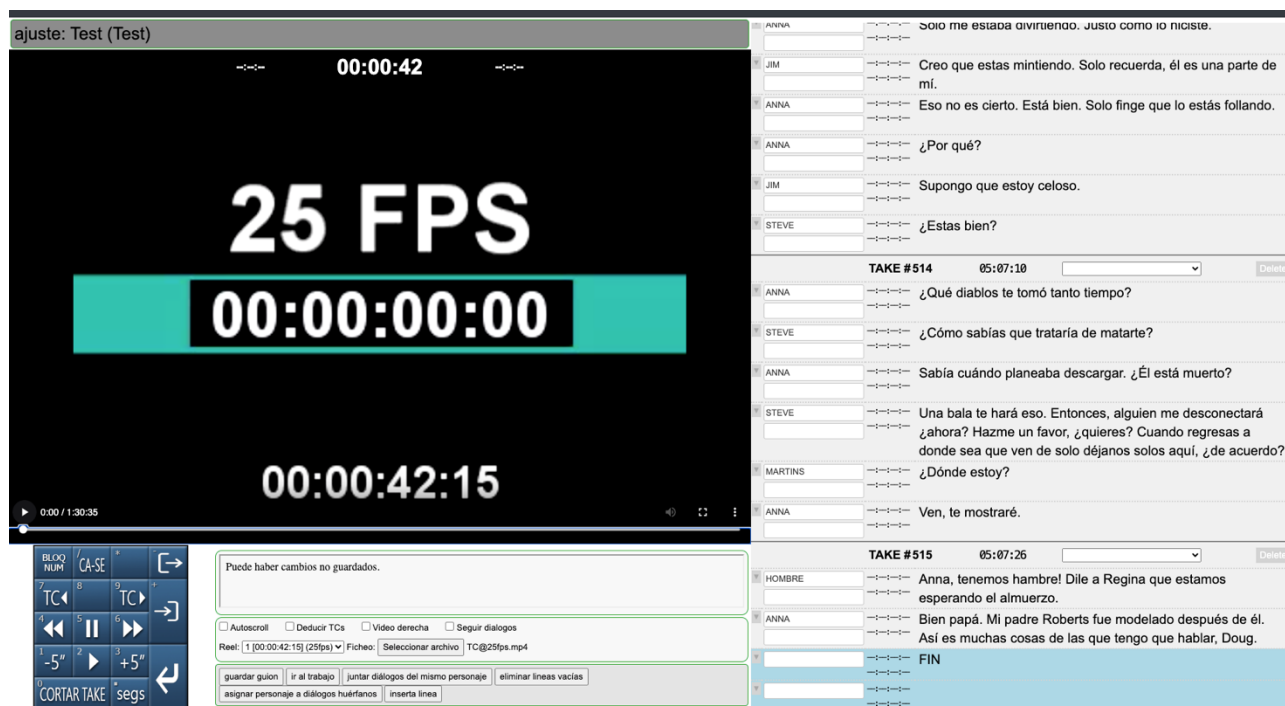 ajuste: Test (Test)
--:--:-- 00:00:42 --:--:--
25 FPS
00:00:00:00
00:00:42:15
0:00 / 1:30:35
BLOQ NUM
/ CA-SE
*
-
7 TC
8
9 TC
+
4
5
6
1 -5"
2
3 +5"
0 CORTAR TAKE
. segs
Puede haber cambios no guardados.
Autoscroll Deducir TCs Video derecha Seguir dialogos
Reel: 1 [00:00:42:15] (25fps) Ficheo: Seleccionar archivo TC@25fps.mp4
guardar guion ir al trabajo juntar diálogos del mismo personaje eliminar lineas vacías
asignar personaje a diálogos huérfanos inserta linea
ANNA --:--:--:-- Solo me estaba divirtiendo. Justo como lo hiciste.
--:--:--:--
JIM --:--:--:-- Creo que estas mintiendo. Solo recuerda, él es una parte de
--:--:--:-- mí.
ANNA --:--:--:-- Eso no es cierto. Está bien. Solo finge que lo estás follando.
--:--:--:--
ANNA --:--:--:-- ¿Por qué?
--:--:--:--
JIM --:--:--:-- Supongo que estoy celoso.
--:--:--:--
STEVE --:--:--:-- ¿Estas bien?
--:--:--:--
TAKE #514 05:07:10 Delete
ANNA --:--:--:-- ¿Qué diablos te tomó tanto tiempo?
--:--:--:--
STEVE --:--:--:-- ¿Cómo sabías que trataría de matarte?
--:--:--:--
ANNA --:--:--:-- Sabía cuándo planeaba descargar. ¿Él está muerto?
--:--:--:--
STEVE --:--:--:-- Una bala te hará eso. Entonces, alguien me desconectará
--:--:--:-- ¿ahora? Hazme un favor, ¿quieres? Cuando regresas a
donde sea que ven de solo déjanos solos aquí, ¿de acuerdo?
MARTINS --:--:--:-- ¿Dónde estoy?
--:--:--:--
ANNA --:--:--:-- Ven, te mostraré.
--:--:--:--
TAKE #515 05:07:26 Delete
HOMBRE --:--:--:-- Anna, tenemos hambre! Dile a Regina que estamos
--:--:--:-- esperando el almuerzo.
ANNA --:--:--:-- Bien papá. Mi padre Roberts fue modelado después de él.
--:--:--:-- Así es muchas cosas de las que tengo que hablar, Doug.
--:--:--:-- FIN
--:--:--:--
--:--:--:--
--:--:--:--